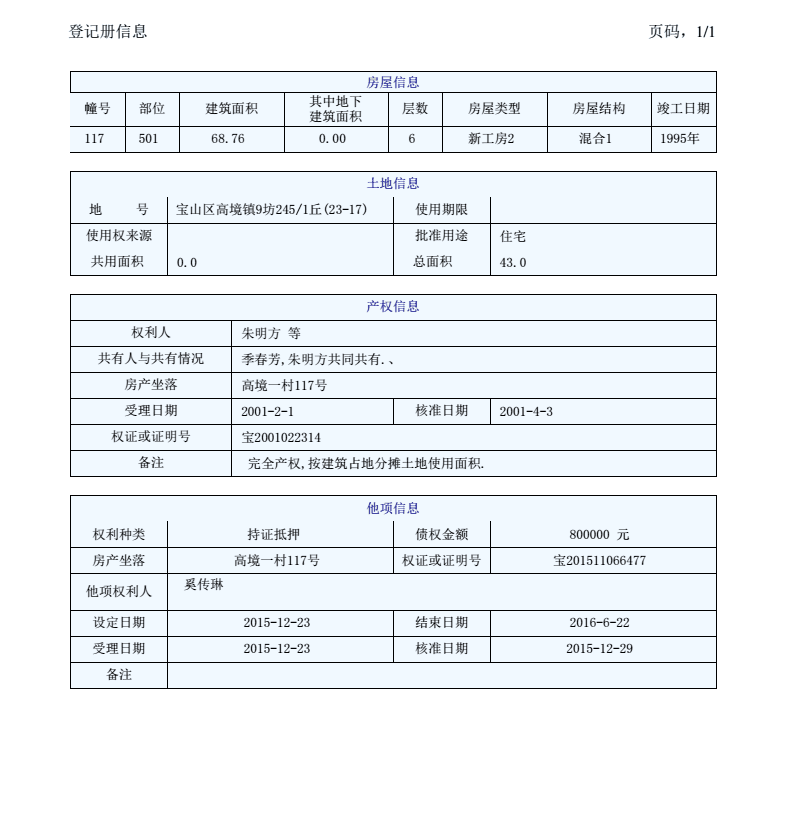 登记册信息 页码，1/1
房屋信息
幢号 部位 建筑面积 其中地下 层数 房屋类型 房屋结构 竣工日期
建筑面积
117 501 68.76 0.00 6 新工房2 混合1 1995年
土地信息
地 号 宝山区高境镇9坊245/1丘(23-17) 使用期限
使用权来源 批准用途 住宅
共用面积 0.0 总面积 43.0
产权信息
权利人 朱明方 等
共有人与共有情况 季春芳,朱明方共同共有.、
房产坐落 高境一村117号
受理日期 2001-2-1 核准日期 2001-4-3
权证或证明号 宝2001022314
备注 完全产权,按建筑占地分摊土地使用面积.
他项信息
权利种类 持证抵押 债权金额 800000 元
房产坐落 高境一村117号 权证或证明号 宝201511066477
他项权利人 奚传琳
设定日期 2015-12-23 结束日期 2016-6-22
受理日期 2015-12-23 核准日期 2015-12-29
备注